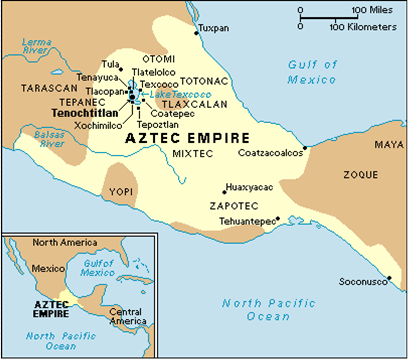 0 100 Miles
0 100 Kilometers
Tuxpan
Lerma
River
Gulf of
Mexico
Tula
OTOMI
Tenayuca
Tlatelolco
Texcoco
TOTONAC
TARASCAN
Tlacopan
Lake Texcoco
TEPANEC
TLAXCALAN
Tenochtitlan
Coatepec
Xochimilco
Tepoztlan
Balsas
River
AZTEC EMPIRE
MIXTEC
Coatzacoalcos
MAYA
ZOQUE
YOPI
Huaxyacac
ZAPOTEC
Tehuantepec
Soconusco
North Pacific
Ocean
North America
Mexico
Gulf of
Mexico
AZTEC
EMPIRE
Central
America
North Pacific
Ocean